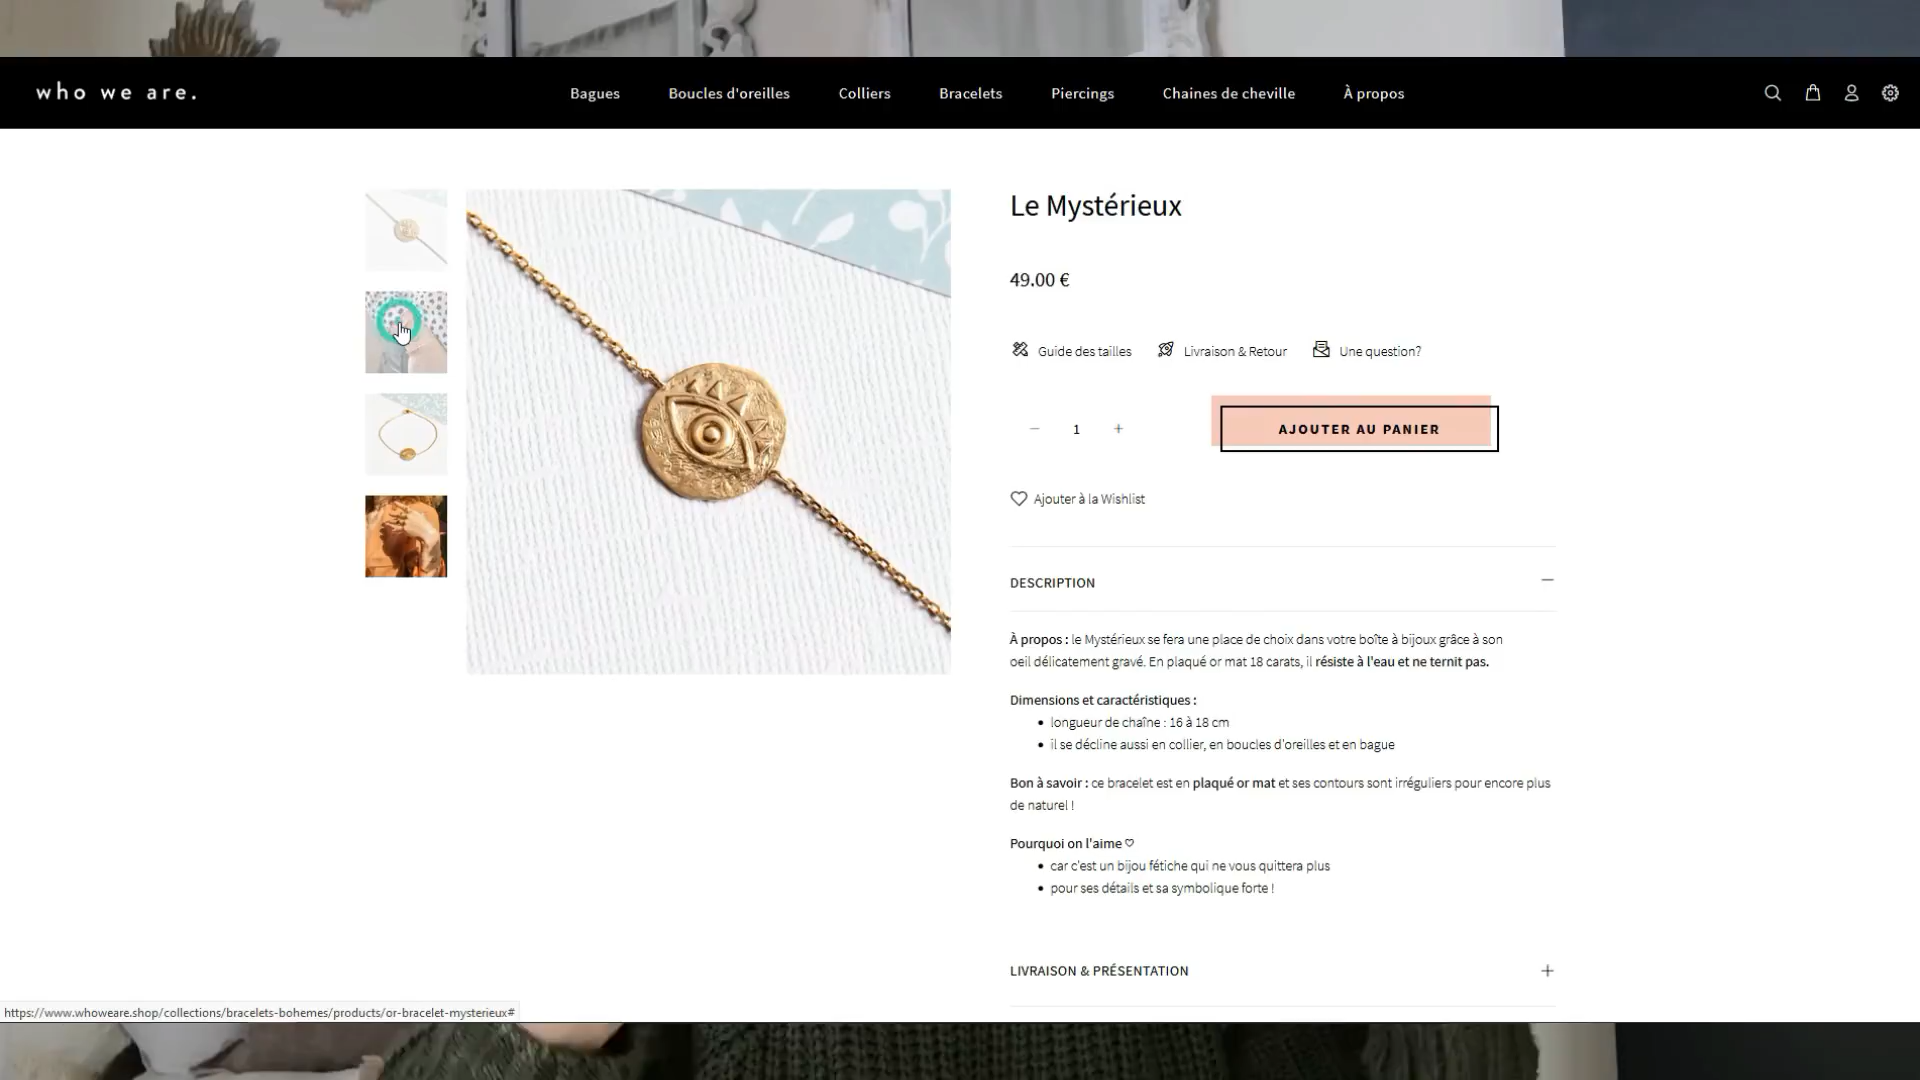 who we are.
Bagues
Boucles d'oreilles
Colliers
Bracelets
Piercings
Chaines de cheville
À propos
Le Mystérieux
49.00 €
Guide des tailles
Livraison & Retour
Une question?
− 1 +
AJOUTER AU PANIER
Ajouter à la Wishlist
DESCRIPTION
À propos : le Mystérieux se fera une place de choix dans votre boîte à bijoux grâce à son
oeil délicatement gravé. En plaqué or mat 18 carats, il résiste à l'eau et ne ternit pas.
Dimensions et caractéristiques :
• longueur de chaîne : 16 à 18 cm
• il se décline aussi en collier, en boucles d'oreilles et en bague
Bon à savoir : ce bracelet est en plaqué or mat et ses contours sont irréguliers pour encore plus
de naturel !
Pourquoi on l'aime ♡
• car c'est un bijou fétiche qui ne vous quittera plus
• pour ses détails et sa symbolique forte !
LIVRAISON & PRÉSENTATION
https://www.whoweare.shop/collections/bracelets-bohemes/products/or-bracelet-mysterieux#